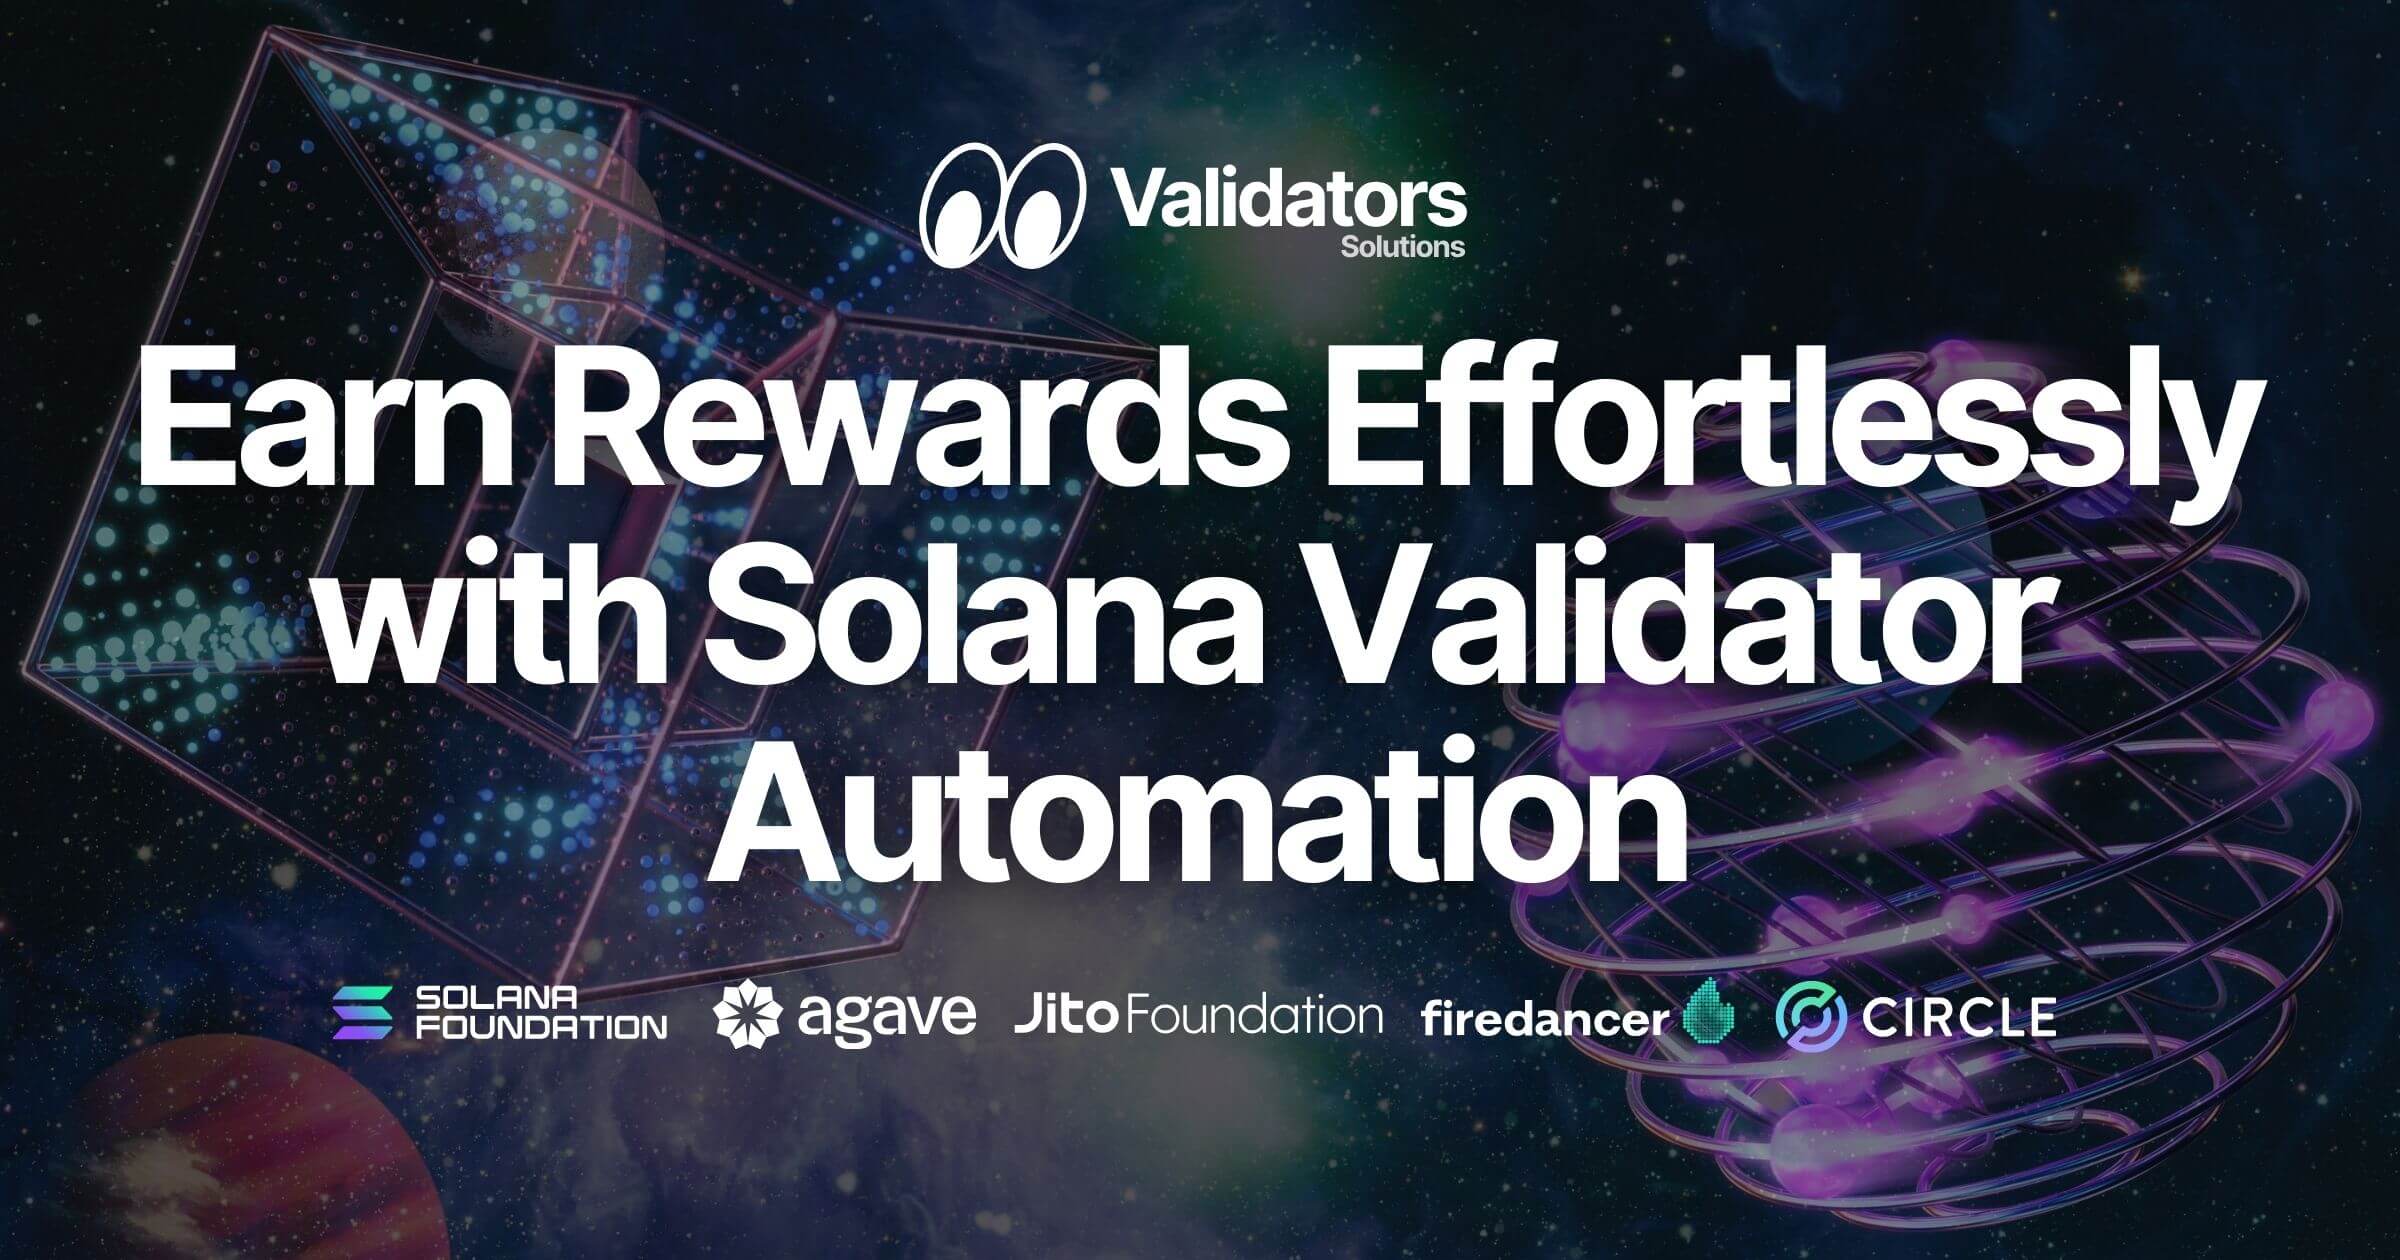 Validators
Solutions
Earn Rewards Effortlessly
with Solana Validator
Automation
SOLANA
FOUNDATION
agave
Jito Foundation
firedancer
CIRCLE